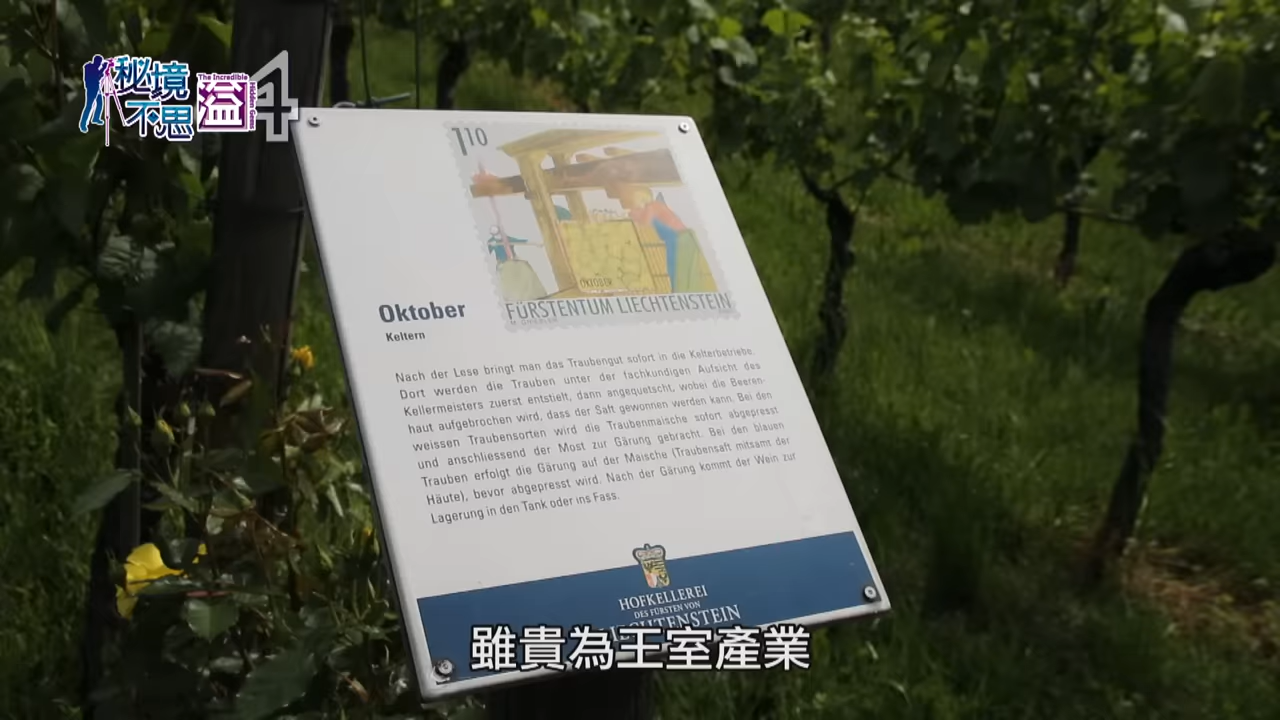 秘境
不思
溢
The Incredible
4
110
OKTOBER
FÜRSTENTUM LIECHTENSTEIN
Oktober
Keltern
Nach der Lese bringt man das Traubengut sofort in die Kelterbetriebe.
Dort werden die Trauben unter der fachkundigen Aufsicht des
Kellermeisters zuerst entstielt, dann angequetscht, wobei die Beeren-
haut aufgebrochen wird, dass der Saft gewonnen werden kann. Bei den
weissen Traubensorten wird die Traubenmaische sofort abgepresst
und anschliessend der Most zur Gärung gebracht. Bei den blauen
Trauben erfolgt die Gärung auf der Maische (Traubensaft mitsamt der
Häute), bevor abgepresst wird. Nach der Gärung kommt der Wein zur
Lagerung in den Tank oder ins Fass.
HOFKELLEREI
DES FÜRSTEN VON
LIECHTENSTEIN
雖貴為王室產業